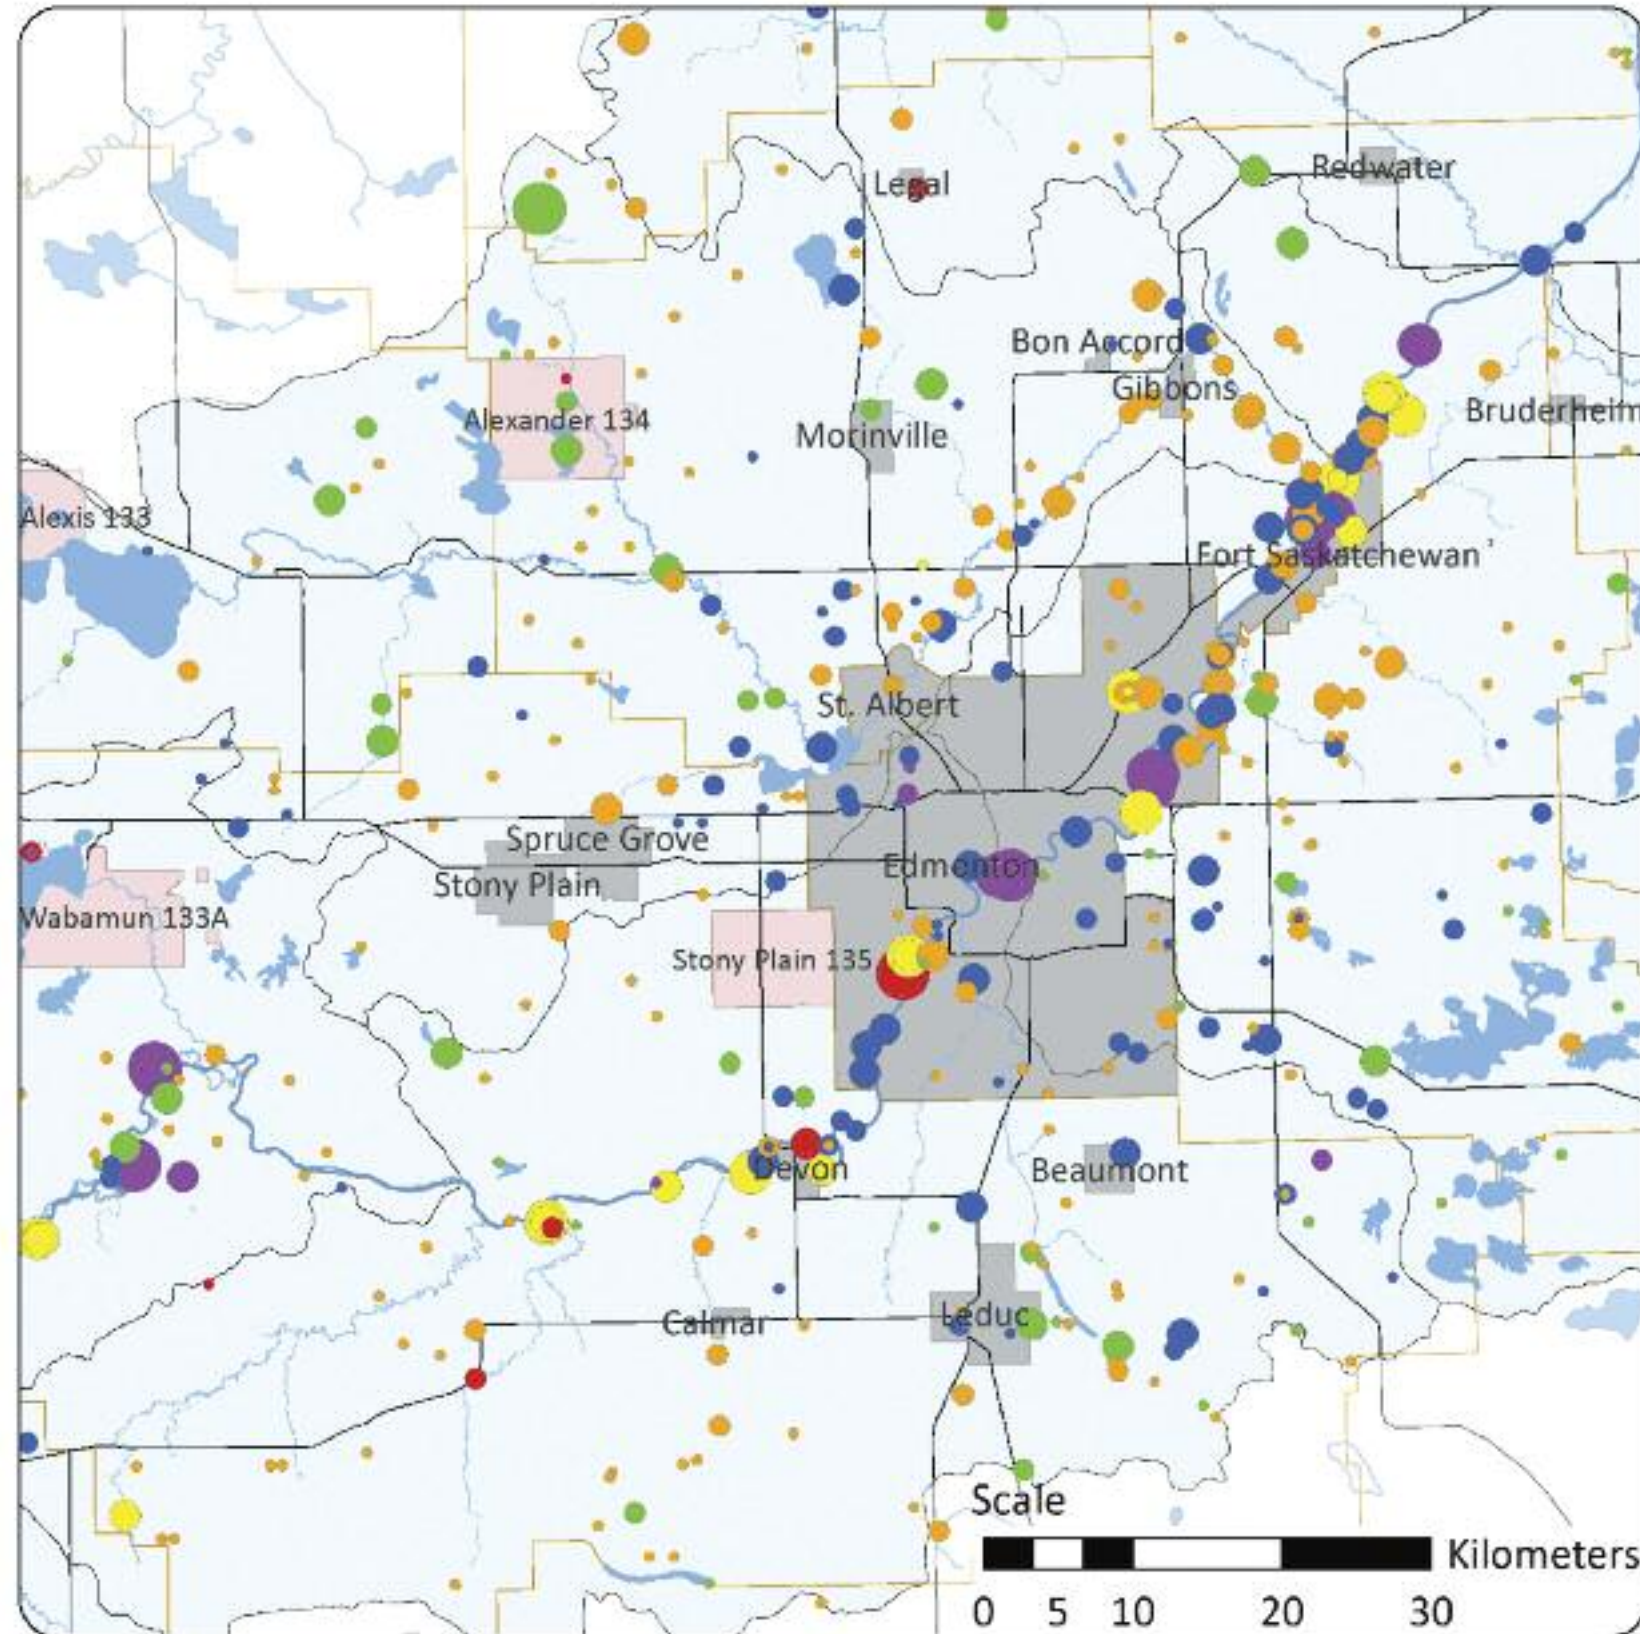 Redwater
Legal
Bon Accord
Gibbons
Bruderheim
Alexander 134
Morinville
Alexis 133
Fort Saskatchewan
St. Albert
Spruce Grove
Edmonton
Stony Plain
Wabamun 133A
Stony Plain 135
Devon
Beaumont
Calmar
Leduc
Scale
Kilometers
0 5 10 20 30